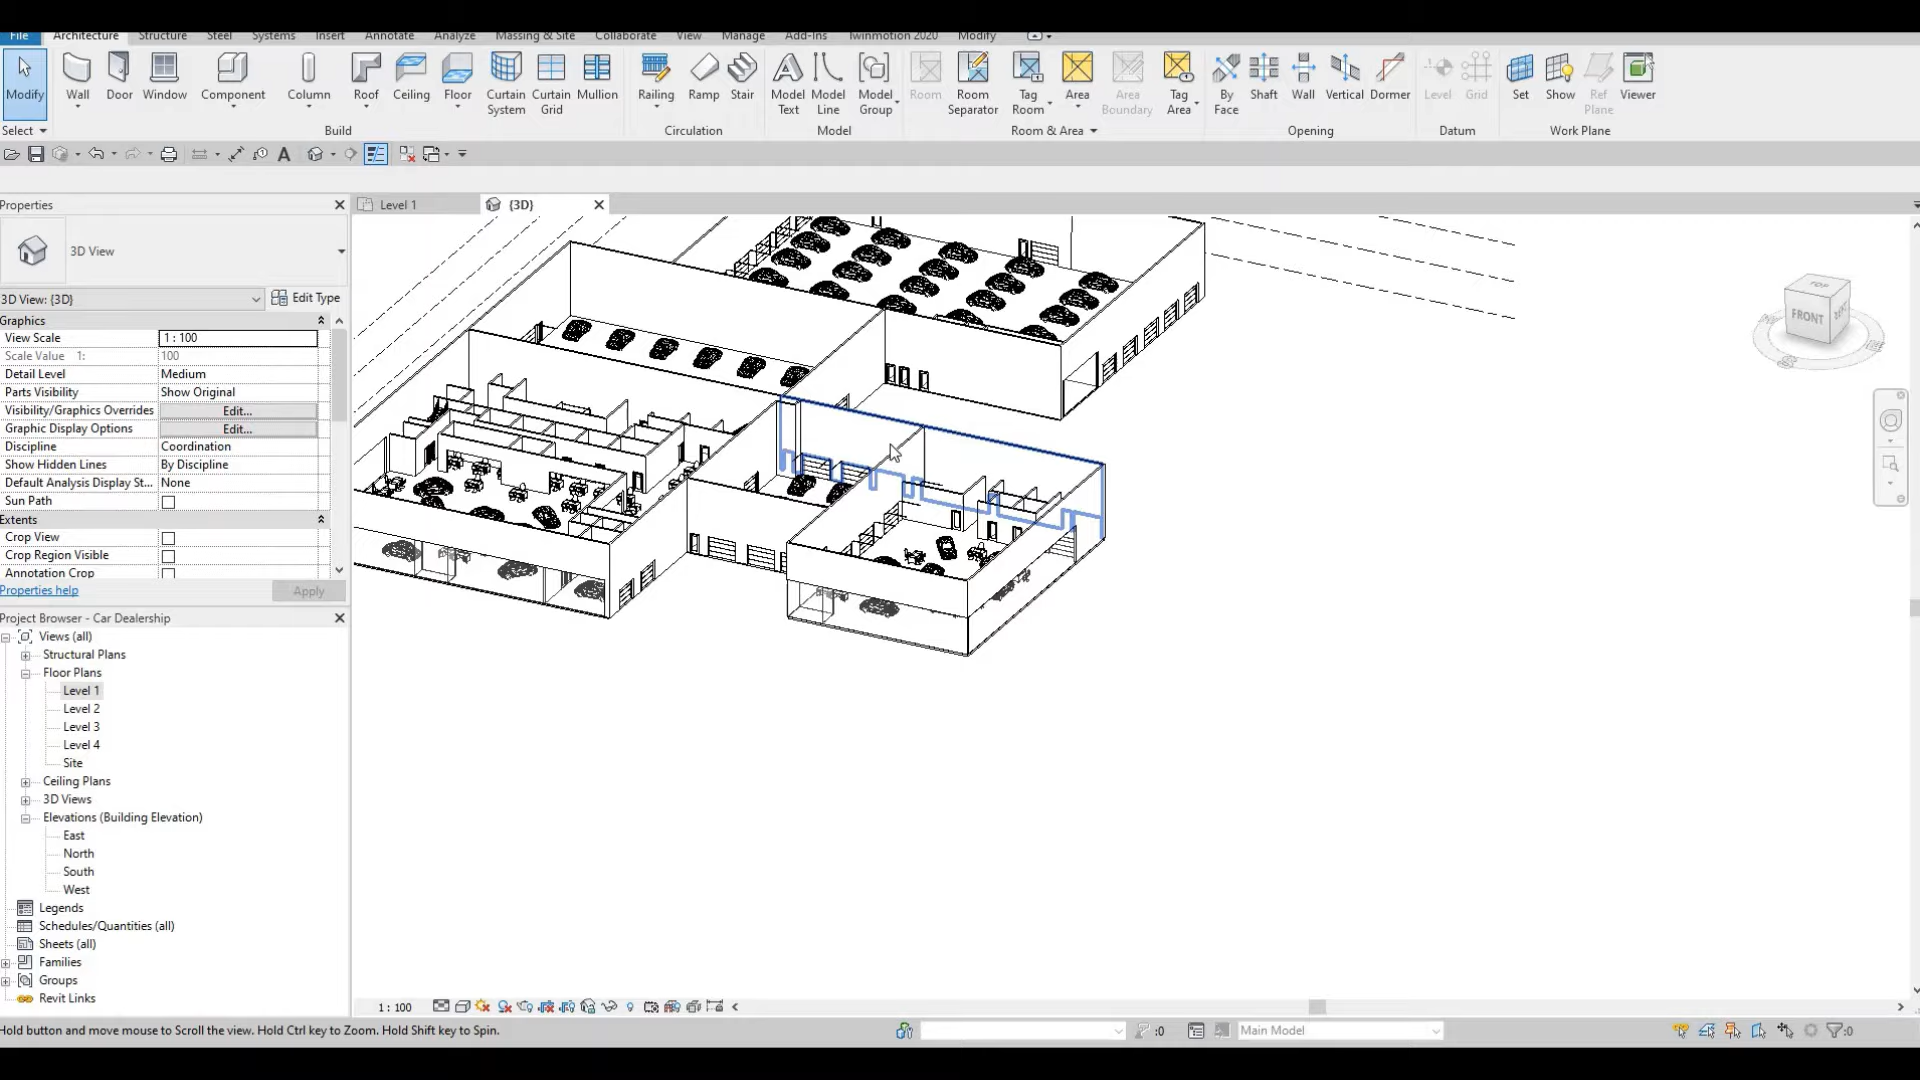 File Architecture Structure Steel Systems Insert Annotate Analyze Massing & Site Collaborate View Manage Add-Ins Twinmotion 2020 Modify
Modify Wall Door Window Component Column Roof Ceiling Floor Curtain System Curtain Grid Mullion Railing Ramp Stair Model Text Model Line Model Group Room Room Separator Tag Room Area Area Boundary Tag Area By Face Shaft Wall Vertical Dormer Level Grid Set Show Ref Plane Viewer
Select Build Circulation Model Room & Area Opening Datum Work Plane
Properties
Level 1
{3D}
3D View
3D View: {3D} Edit Type
Graphics
View Scale 1 : 100
Scale Value 1: 100
Detail Level Medium
Parts Visibility Show Original
Visibility/Graphics Overrides Edit...
Graphic Display Options Edit...
Discipline Coordination
Show Hidden Lines By Discipline
Default Analysis Display St... None
Sun Path
Extents
Crop View
Crop Region Visible
Annotation Crop
Properties help Apply
Project Browser - Car Dealership
Views (all)
Structural Plans
Floor Plans
Level 1
Level 2
Level 3
Level 4
Site
Ceiling Plans
3D Views
Elevations (Building Elevation)
East
North
South
West
Legends
Schedules/Quantities (all)
Sheets (all)
Families
Groups
Revit Links
TOP
FRONT
1 : 100
Hold button and move mouse to Scroll the view. Hold Ctrl key to Zoom. Hold Shift key to Spin.
:0
Main Model
:0